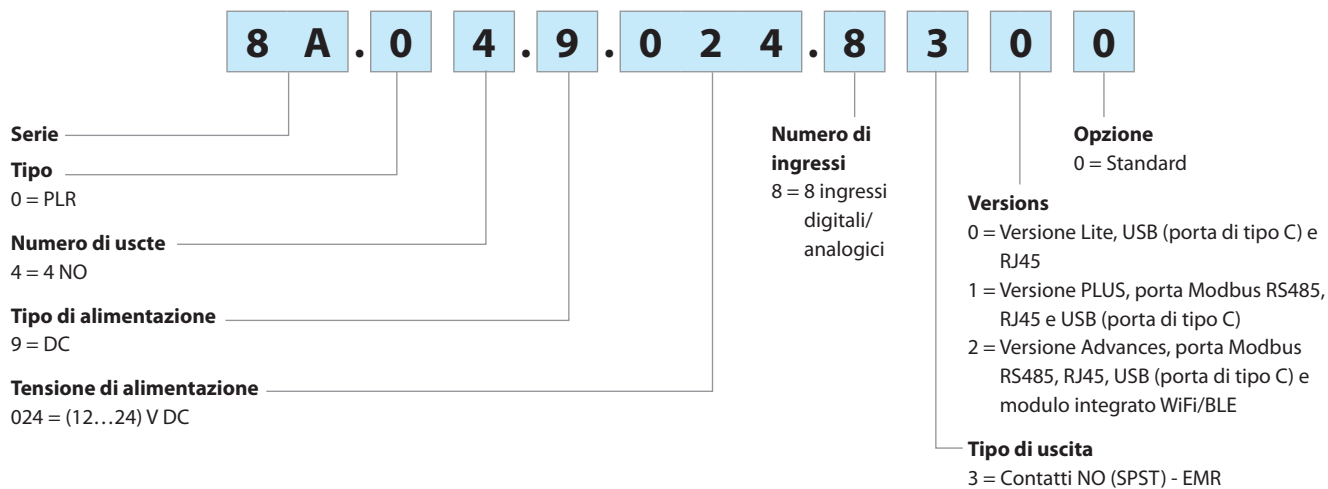 8 A . 0 4 . 9 . 0 2 4 . 8 3 0 0
Serie
Tipo
0 = PLR
Numero di uscte
4 = 4 NO
Tipo di alimentazione
9 = DC
Tensione di alimentazione
024 = (12…24) V DC
Numero di
ingressi
8 = 8 ingressi
digitali/
analogici
Opzione
0 = Standard
Versions
0 = Versione Lite, USB (porta di tipo C) e
RJ45
1 = Versione PLUS, porta Modbus RS485,
RJ45 e USB (porta di tipo C)
2 = Versione Advances, porta Modbus
RS485, RJ45, USB (porta di tipo C) e
modulo integrato WiFi/BLE
Tipo di uscita
3 = Contatti NO (SPST) - EMR